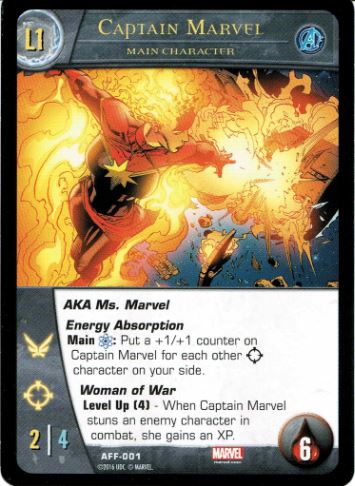 L1
CAPTAIN MARVEL
MAIN CHARACTER
AKA Ms. Marvel
Energy Absorption
Main : Put a +1/+1 counter on
Captain Marvel for each other
character on your side.
Woman of War
Level Up (4) - When Captain Marvel
stuns an enemy character in
combat, she gains an XP.
2 | 4
6
AFF-001
©2016 UDC. © MARVEL.
MARVEL
marvel.com